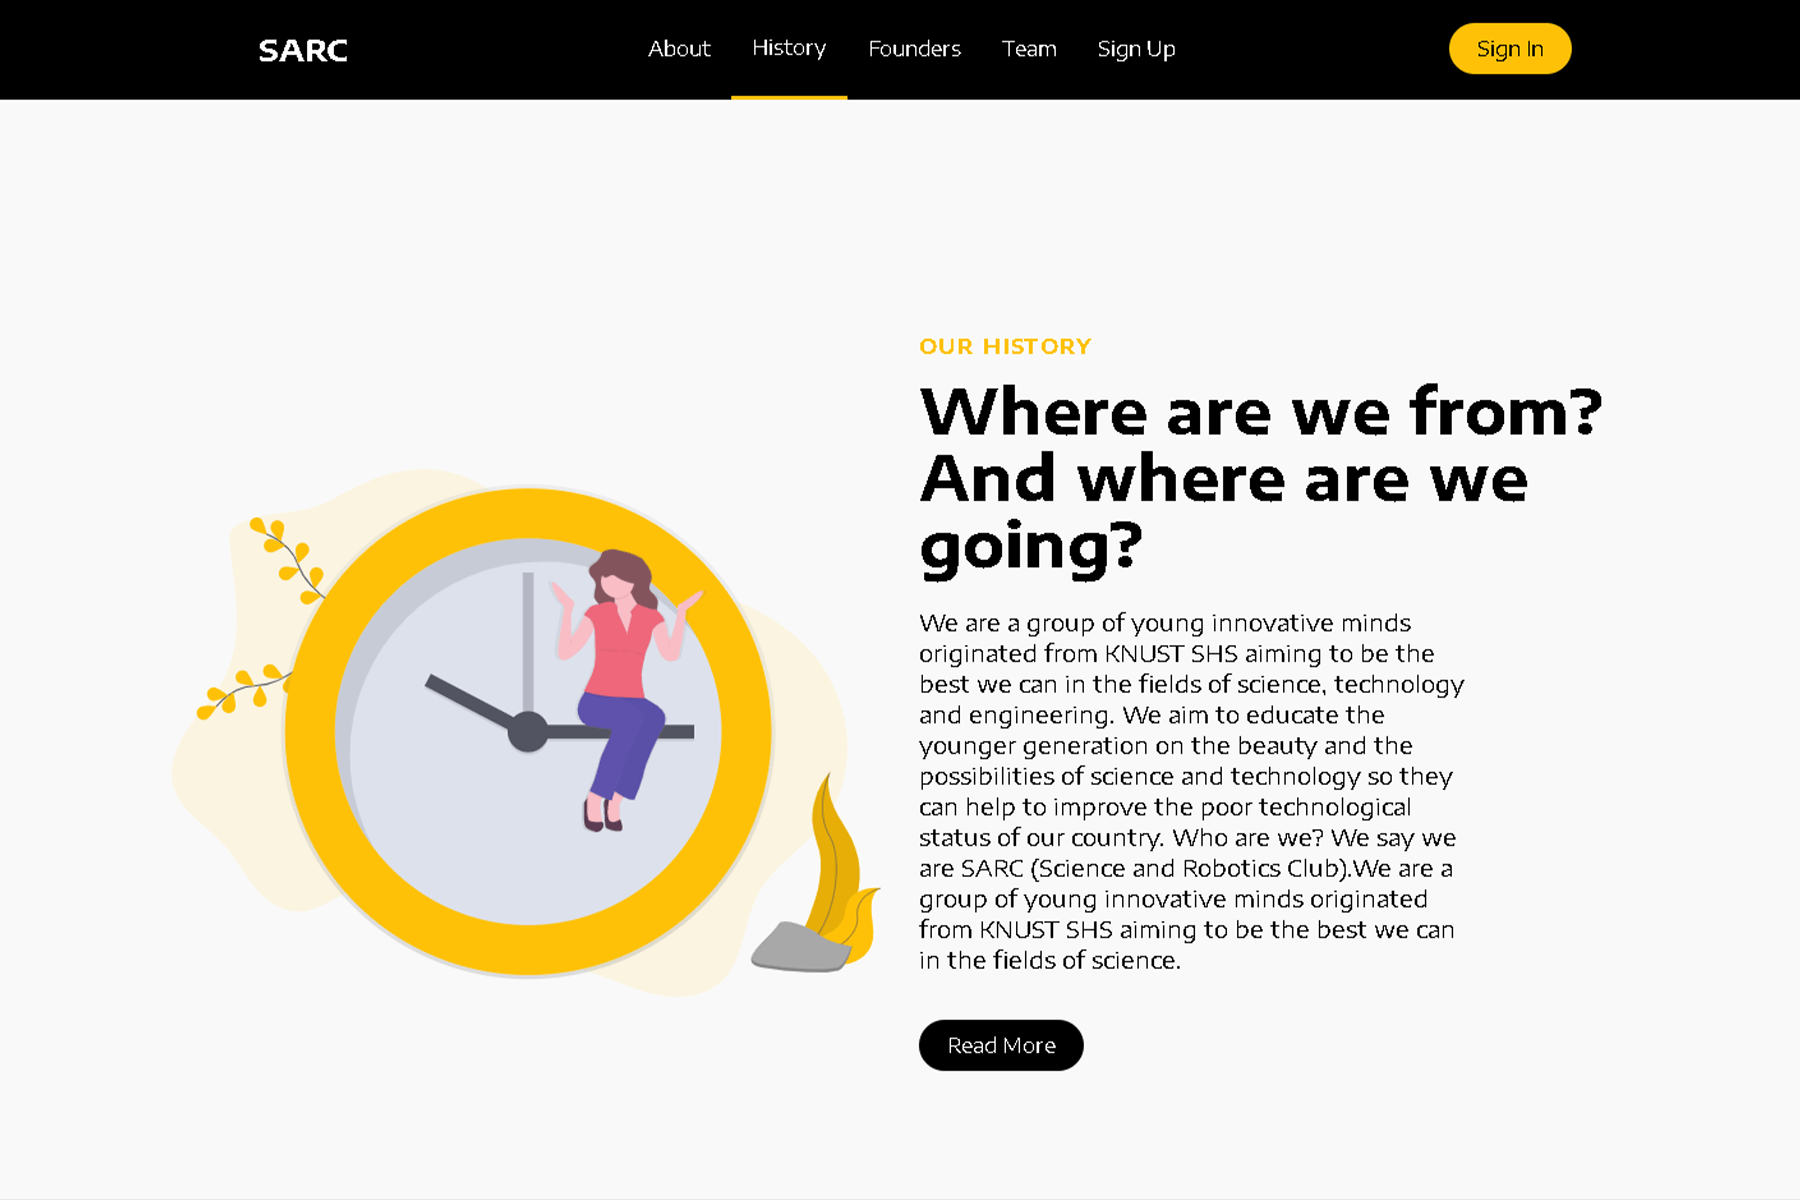 SARC
About
History
Founders
Team
Sign Up
Sign In
OUR HISTORY
Where are we from?
And where are we
going?
We are a group of young innovative minds
originated from KNUST SHS aiming to be the
best we can in the fields of science, technology
and engineering. We aim to educate the
younger generation on the beauty and the
possibilities of science and technology so they
can help to improve the poor technological
status of our country. Who are we? We say we
are SARC (Science and Robotics Club).We are a
group of young innovative minds originated
from KNUST SHS aiming to be the best we can
in the fields of science.
Read More